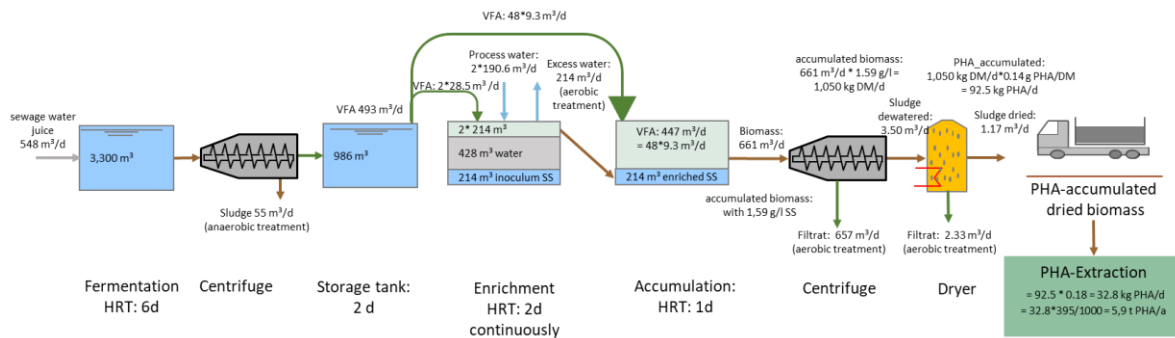 VFA: 48*9.3 m³/d
Process water:
2*190.6 m³/d
Excess water:
214 m³/d
(aerobic
treatment)
accumulated biomass:
661 m³/d * 1.59 g/l =
1,050 kg DM/d
PHA_accumulated:
1,050 kg DM/d*0.14 g PHA/DM
= 92.5 kg PHA/d
VFA: 2*28.5 m³/d
VFA 493 m³/d
sewage water
juice
548 m³/d
3,300 m³
986 m³
2* 214 m³
428 m³ water
214 m³ inoculum SS
VFA: 447 m³/d
= 48*9.3 m³/d
214 m³ enriched SS
Biomass:
661 m³/d
Sludge
dewatered:
3.50 m³/d
Sludge dried:
1.17 m³/d
Sludge 55 m³/d
(anaerobic treatment)
accumulated biomass:
with 1,59 g/l SS
Filtrat: 657 m³/d
(aerobic treatment)
Filtrat: 2.33 m³/d
(aerobic treatment)
PHA-accumulated
dried biomass
Fermentation
HRT: 6d
Centrifuge
Storage tank:
2 d
Enrichment
HRT: 2d
continuously
Accumulation:
HRT: 1d
Centrifuge
Dryer
PHA-Extraction
= 92.5 * 0.18 = 32.8 kg PHA/d
= 32.8*395/1000 = 5,9 t PHA/a